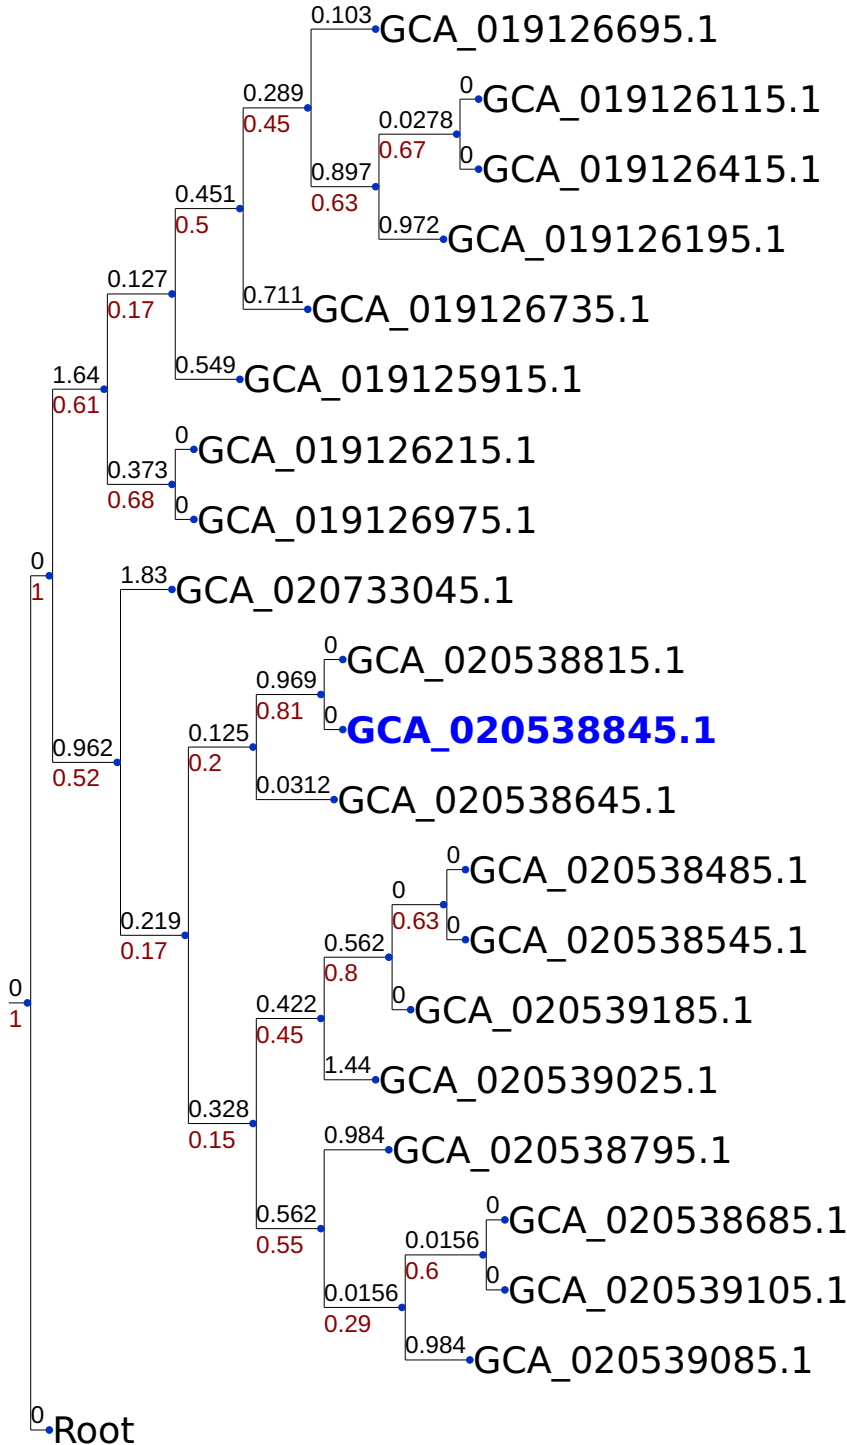 0.103
GCA_019126695.1
0
GCA_019126115.1
0.289
0.0278
0.45
0.67
0
GCA_019126415.1
0.897
0.63
0.451
0.972
0.5
GCA_019126195.1
0.127
0.711
0.17
GCA_019126735.1
1.64
0.549
0.61
GCA_019125915.1
0
GCA_019126215.1
0.373
0.68
0
GCA_019126975.1
0
1
1.83
GCA_020733045.1
0
GCA_020538815.1
0.969
0.81
0
GCA_020538845.1
0.125
0.2
0.962
0.52
0.0312
GCA_020538645.1
0
GCA_020538485.1
0
0.63
0
GCA_020538545.1
0.219
0.17
0.562
0.8
0
1
0
GCA_020539185.1
0.422
0.45
1.44
GCA_020539025.1
0.328
0.15
0.984
GCA_020538795.1
0
GCA_020538685.1
0.562
0.55
0.0156
0.6
0
GCA_020539105.1
0.0156
0.29
0.984
GCA_020539085.1
0
Root